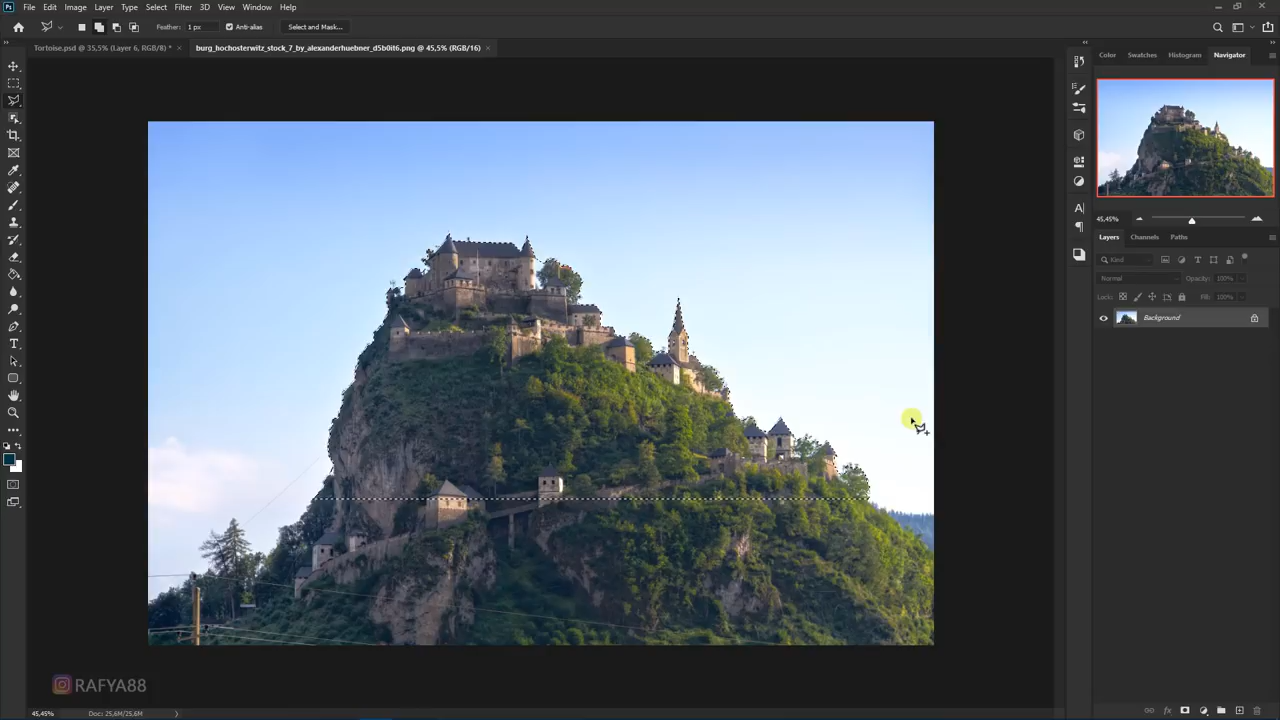 Ps File Edit Image Layer Type Select Filter 3D View Window Help
Feather: 1 px Anti-alias Select and Mask...
Tortoise.psd @ 35,5% (Layer 6, RGB/8) * × burg_hochosterwitz_stock_7_by_alexanderhuebner_d5b0it6.png @ 45,5% (RGB/16) ×
Color Swatches Histogram Navigator
45,45%
Layers Channels Paths
Kind
Normal Opacity: 100%
Lock: Fill: 100%
Background
RAFYA88
45,45% Doc: 25,6M/25,6M